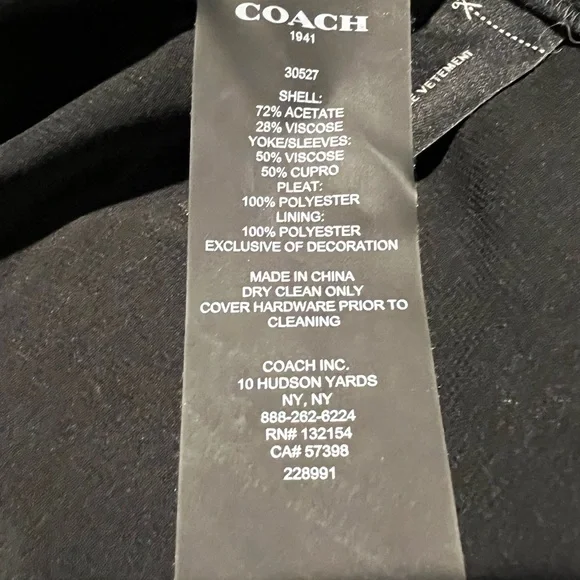 COACH
1941
30527
SHELL:
72% ACETATE
28% VISCOSE
YOKE/SLEEVES:
50% VISCOSE
50% CUPRO
PLEAT:
100% POLYESTER
LINING:
100% POLYESTER
EXCLUSIVE OF DECORATION
MADE IN CHINA
DRY CLEAN ONLY
COVER HARDWARE PRIOR TO
CLEANING
COACH INC.
10 HUDSON YARDS
NY, NY
888-262-6224
RN# 132154
CA# 57398
228991
VETEMENT